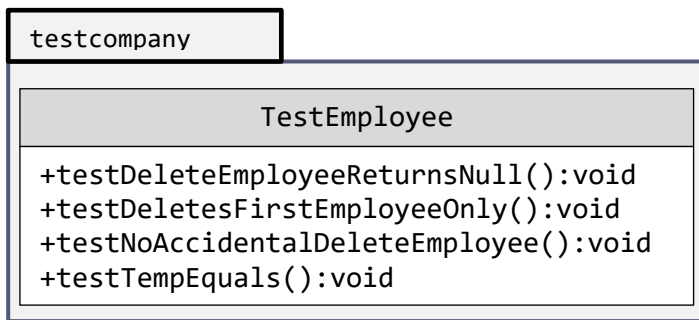 testcompany
TestEmployee
+testDeleteEmployeeReturnsNull():void
+testDeletesFirstEmployeeOnly():void
+testNoAccidentalDeleteEmployee():void
+testTempEquals():void